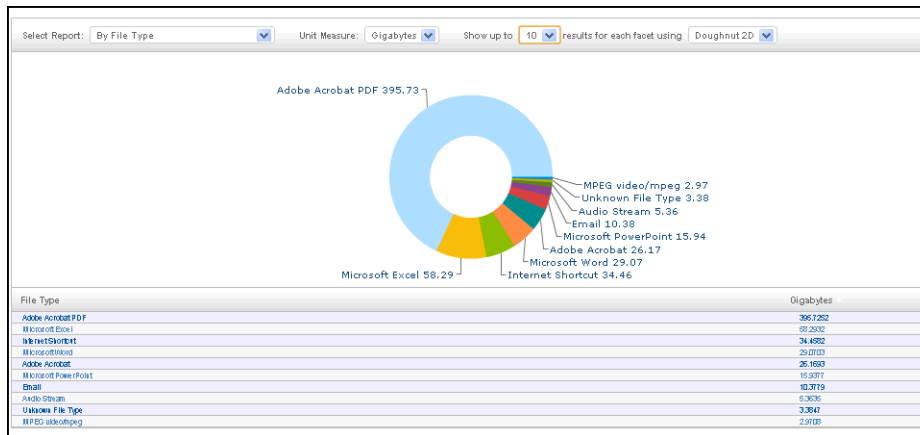 Select Report: By File Type Unit Measure: Gigabytes Show up to 10 results for each facet using Doughnut 2D
Adobe Acrobat PDF 395.73
MPEG video/mpeg 2.97
Unknown File Type 3.38
Audio Stream 5.36
Email 10.38
Microsoft PowerPoint 15.94
Adobe Acrobat 26.17
Microsoft Word 29.07
Microsoft Excel 58.29 Internet Shortcut 34.46
File Type Gigabytes
Adobe Acrobat PDF 395.7252
Microsoft Excel 58.2932
Internet Shortcut 34.4582
Microsoft Word 29.0703
Adobe Acrobat 26.1693
Microsoft PowerPoint 15.9377
Email 10.3779
Audio Stream 5.3635
Unknown File Type 3.3847
MPEG video/mpeg 2.9708